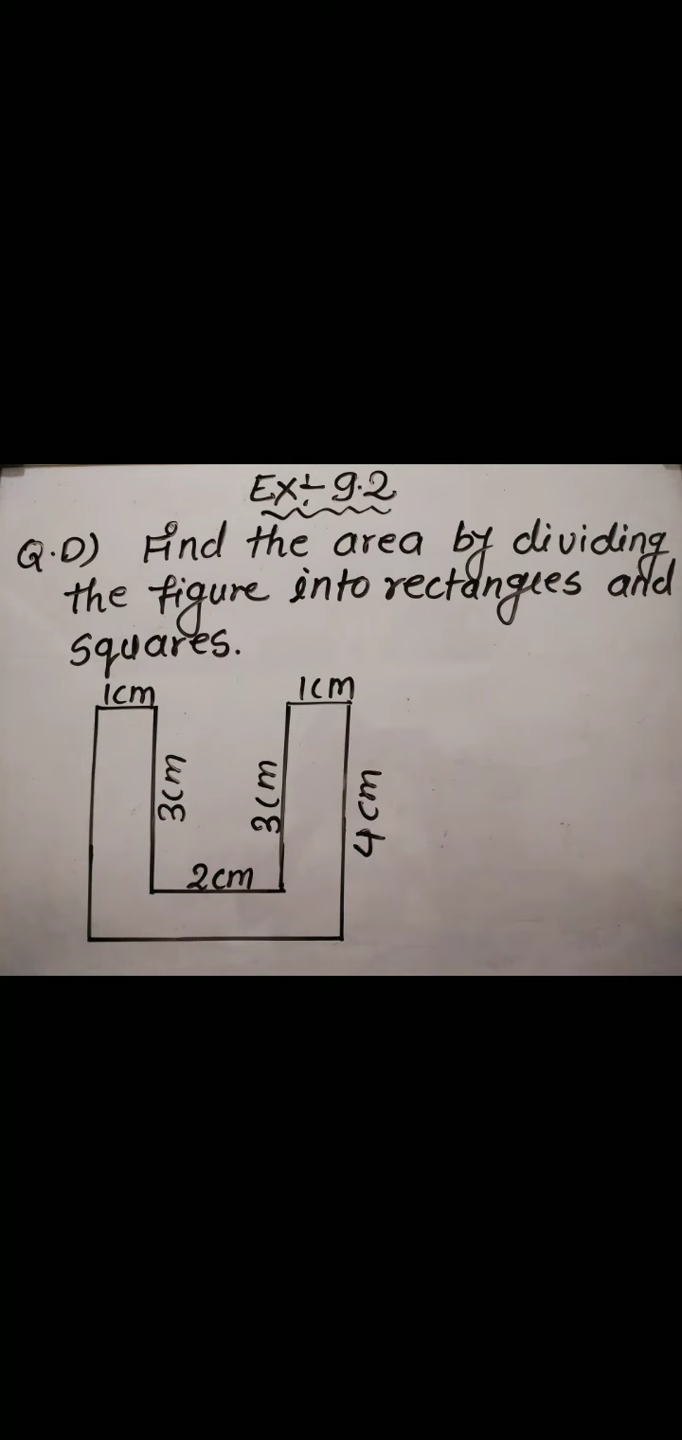 Ex:- 9.2
Q.D) Find the area by dividing
the figure into rectangles and
squares.
1cm 1cm
3cm 3cm 4cm
2cm